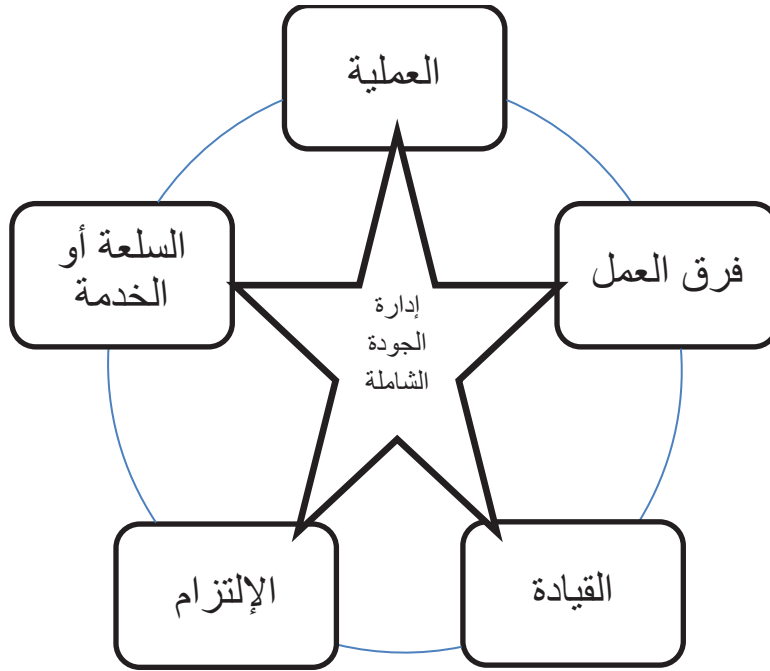 العملية
فرق العمل
السلعة أو
الخدمة
إدارة
الجودة
الشاملة
القيادة
الإلتزام